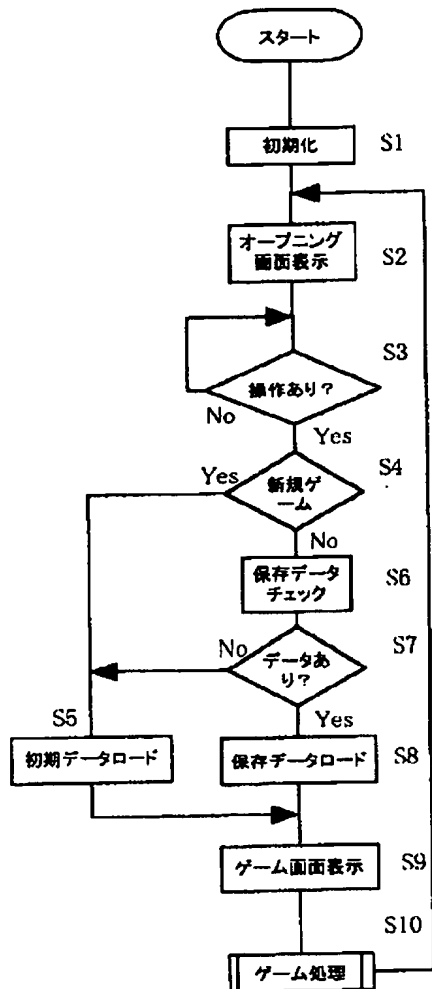 スタート
初期化 S1
オープニング
画面表示 S2
S3
操作あり?
No
Yes
S4
Yes
新規ゲ
ーム
No
保存データ
チェック S6
S7
No
データあ
り?
S5
Yes
初期データロード
保存データロード S8
ゲーム画面表示 S9
S10
ゲーム処理